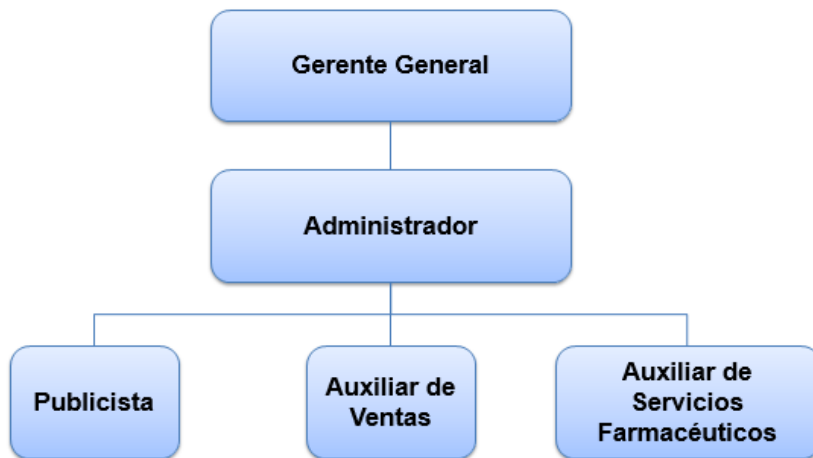 Gerente General
Administrador
Publicista
Auxiliar de
Ventas
Auxiliar de
Servicios
Farmacéuticos